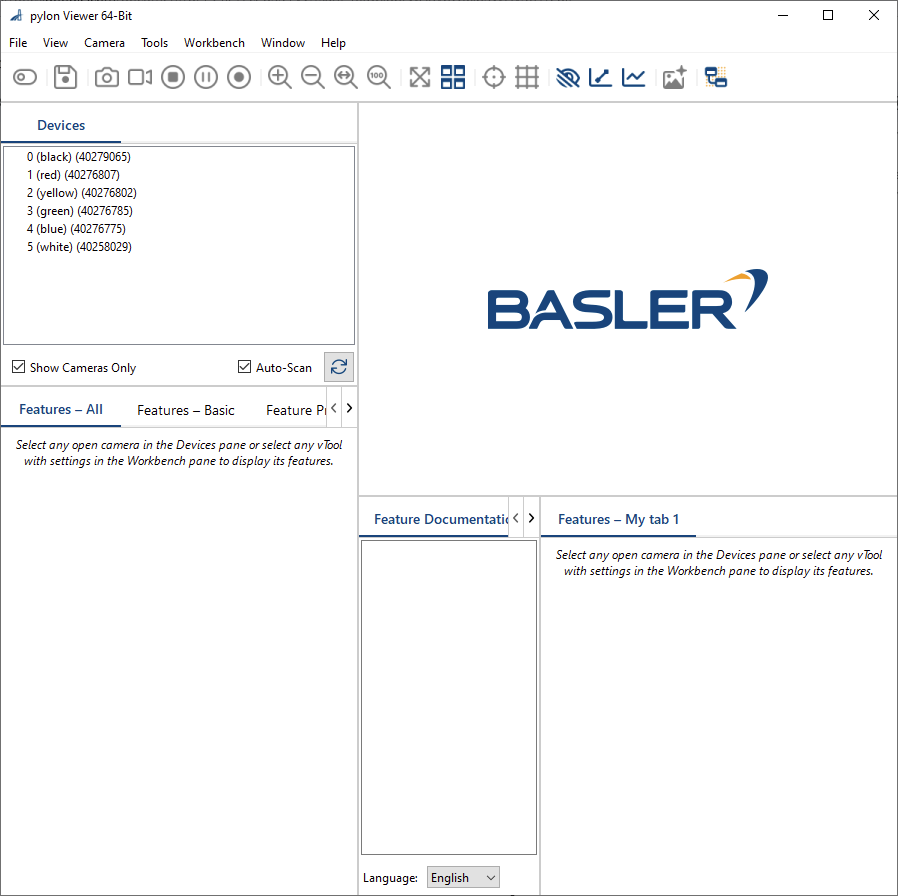 pylon Viewer 64-Bit
File View Camera Tools Workbench Window Help
100
Devices
0 (black) (40279065)
1 (red) (40276807)
2 (yellow) (40276802)
3 (green) (40276785)
4 (blue) (40276775)
5 (white) (40258029)
Show Cameras Only Auto-Scan
BASLER
Features – All Features – Basic Feature
Select any open camera in the Devices pane or select any vTool
with settings in the Workbench pane to display its features.
Feature
Language: English
Features – My tab 1
Select any open camera in the Devices pane or select any vTool
with settings in the Workbench pane to display its features.